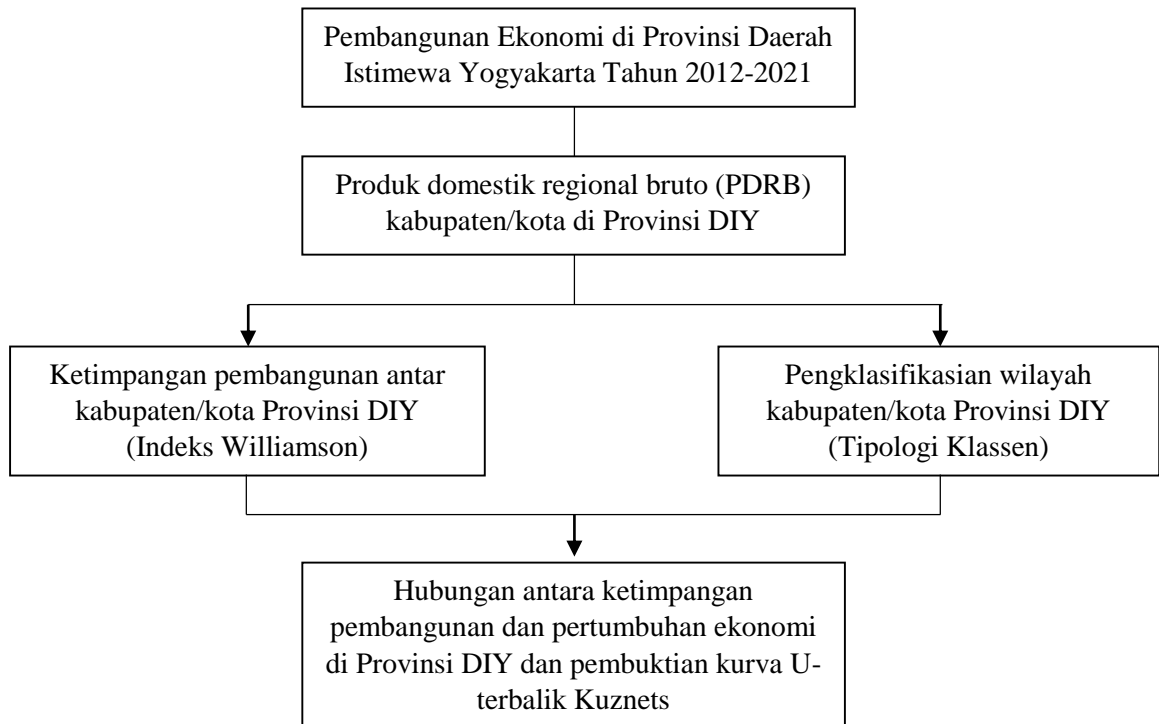 Pembangunan Ekonomi di Provinsi Daerah
Istimewa Yogyakarta Tahun 2012-2021
Produk domestik regional bruto (PDRB)
kabupaten/kota di Provinsi DIY
Ketimpangan pembangunan antar
kabupaten/kota Provinsi DIY
(Indeks Williamson)
Pengklasifikasian wilayah
kabupaten/kota Provinsi DIY
(Tipologi Klassen)
Hubungan antara ketimpangan
pembangunan dan pertumbuhan ekonomi
di Provinsi DIY dan pembuktian kurva U-
terbalik Kuznets